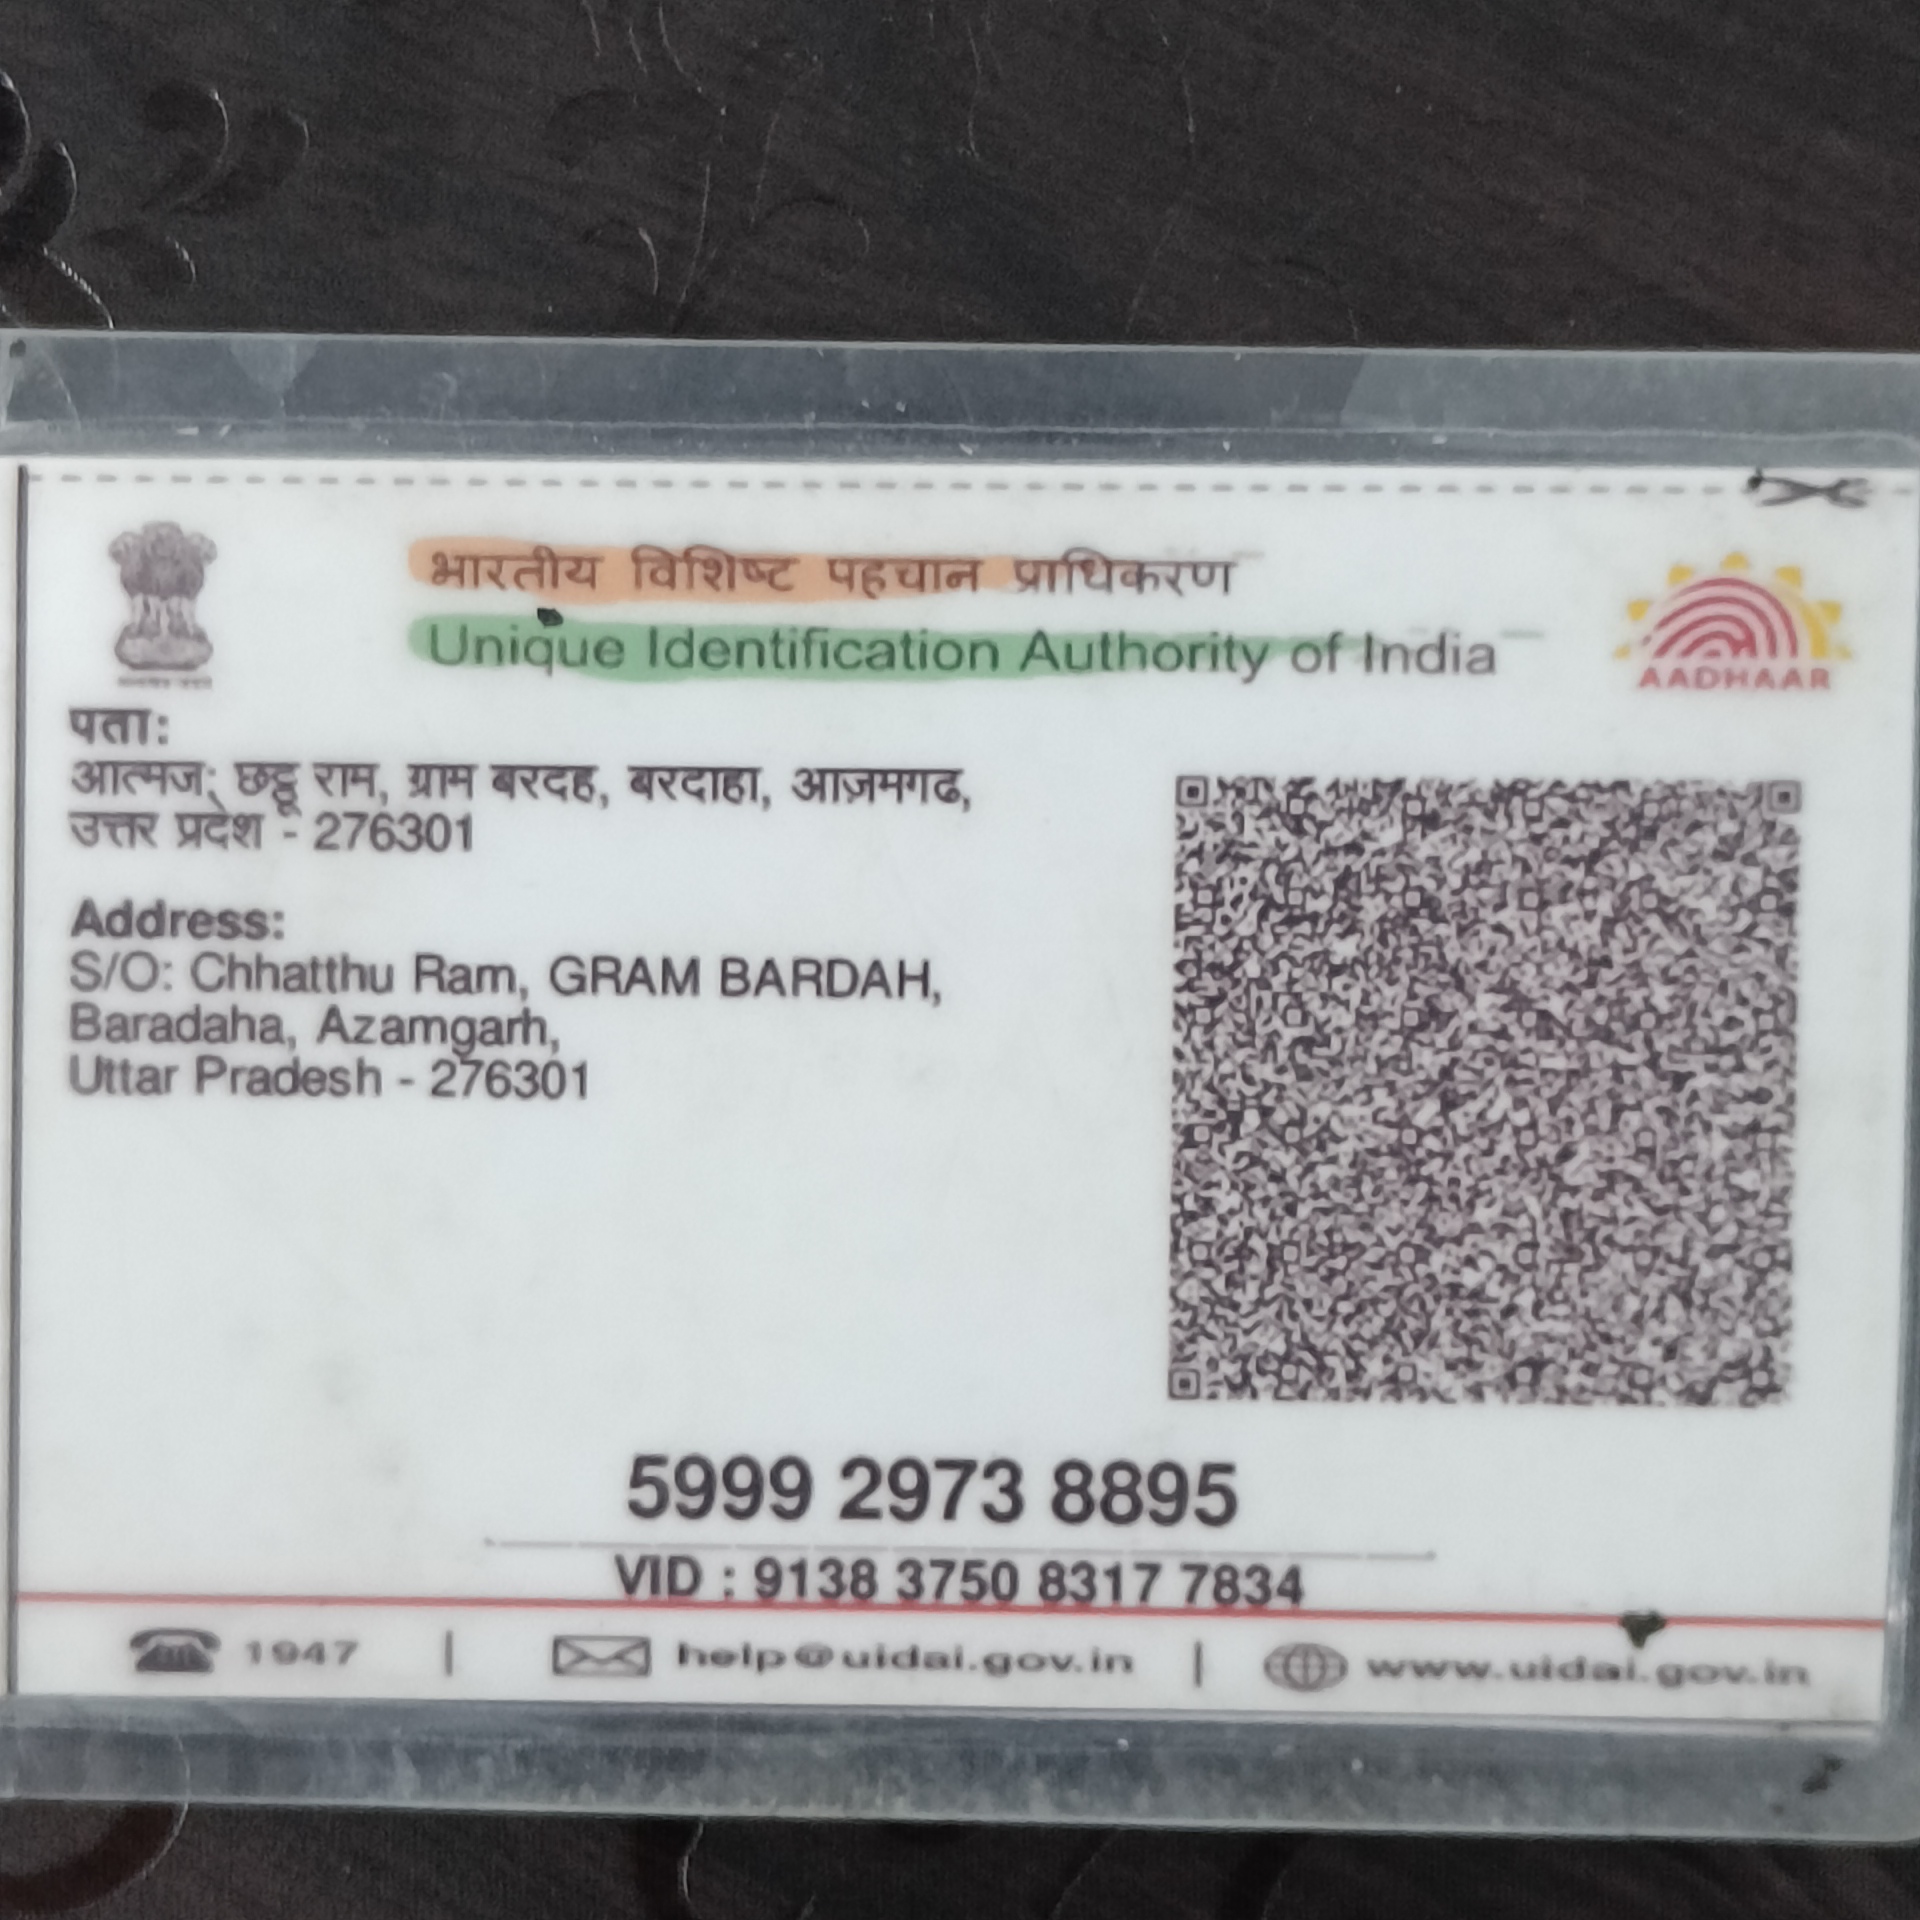 भारतीय विशिष्ट पहचान प्राधिकरण
Unique Identification Authority of India
AADHAAR
पता:
आत्मज: छट्ठू राम, ग्राम बरदह, बरदाहा, आज़मगढ,
उत्तर प्रदेश - 276301
Address:
S/O: Chhatthu Ram, GRAM BARDAH,
Baradaha, Azamgarh,
Uttar Pradesh - 276301
5999 2973 8895
VID : 9138 3750 8317 7834
1947 | help@uidai.gov.in | www.uidai.gov.in